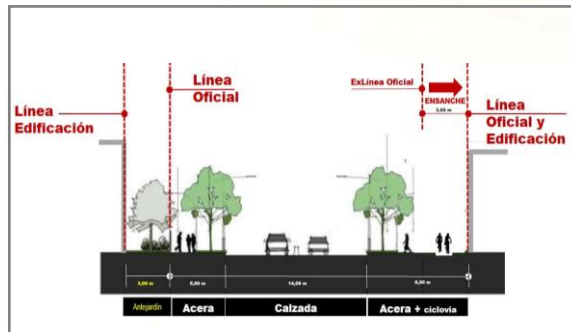 ExLínea Oficial
ENSANCHE
3,00 m
Línea
Oficial
Línea
Edificación
Línea
Oficial y
Edificación
3,00 m
5,00 m
14,00 m
8,00 m
Antejardín
Acera
Calzada
Acera + ciclovia